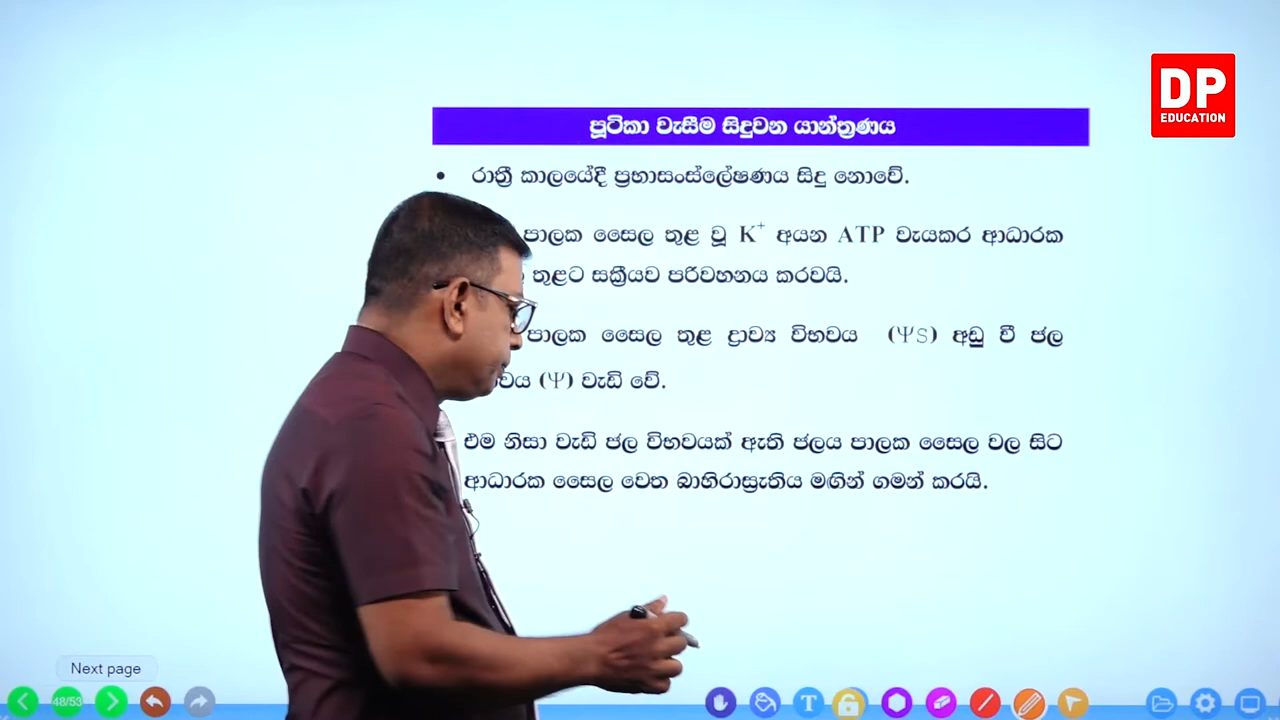 DP
EDUCATION
පූටිකා වැසීම සිදුවන යාන්ත්‍රණය
• රාත්‍රී කාලයේදී ප්‍රභාසංස්ලේෂණය සිදු නොවේ.
පාලක සෛල තුළ වූ K+ අයන ATP වැයකර ආධාරක
තුළට සක්‍රීයව පරිවහනය කරවයි.
පාලක සෛල තුළ ද්‍රාව්‍ය විභවය (ΨS) අඩු වී ජල
(Ψ) වැඩි වේ.
එම නිසා වැඩි ජල විභවයක් ඇති ජලය පාලක සෛල වල සිට
ආධාරක සෛල වෙත බාහිරාස්‍රැතිය මඟින් ගමන් කරයි.
Next page
48/53
T